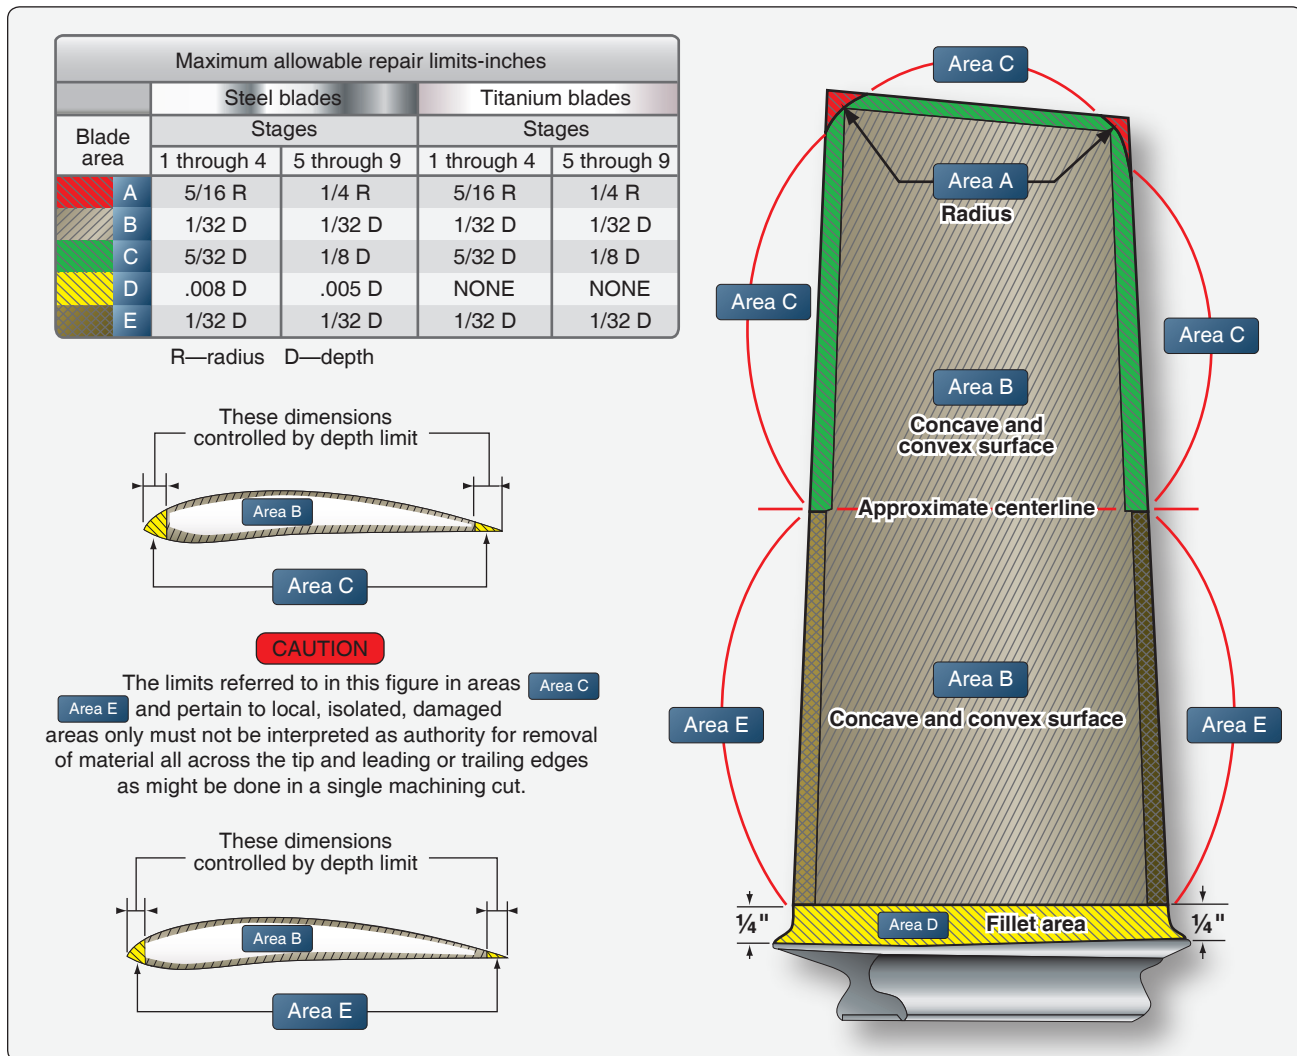 Maximum allowable repair limits-inches
Steel blades Titanium blades
Blade area Stages Stages
1 through 4 5 through 9 1 through 4 5 through 9
A 5/16 R 1/4 R 5/16 R 1/4 R
B 1/32 D 1/32 D 1/32 D 1/32 D
C 5/32 D 1/8 D 5/32 D 1/8 D
D .008 D .005 D NONE NONE
E 1/32 D 1/32 D 1/32 D 1/32 D
R—radius D—depth
These dimensions
controlled by depth limit
Area B
Area C
CAUTION
The limits referred to in this figure in areas Area C
Area E and pertain to local, isolated, damaged
areas only must not be interpreted as authority for removal
of material all across the tip and leading or trailing edges
as might be done in a single machining cut.
These dimensions
controlled by depth limit
Area B
Area E
Area C
Area A
Radius
Area C
Area C
Area B
Concave and
convex surface
Approximate centerline
Area B
Concave and convex surface
Area E
Area E
¼"
Area D Fillet area
¼"